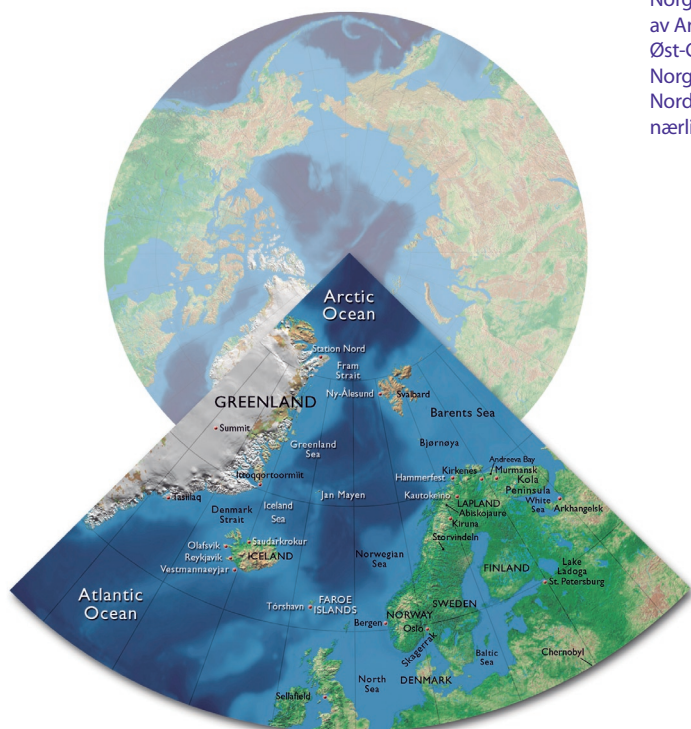 Norg
av Ar
Øst-G
Norg
Nord
nærli
Arctic
Ocean
Station Nord
Fram
Strait
GREENLAND
Ny-Ålesund
Svalbard
Summit
Barents Sea
Greenland
Sea
Bjørnøya
Ittoqqortoormiit
Kirkenes
Andreeva Bay
Murmansk
Hammerfest
Kola
Peninsula
Tasiilaq
Jan Mayen
Kautokeino
LAPLAND
White
Sea
Arkhangelsk
Denmark
Strait
Iceland
Sea
Abiskojaure
Kiruna
Storvindeln
Olafsvik
Saudarkrokur
Reykjavik
ICELAND
Vestmannaeyjar
Norwegian
Sea
FINLAND
Lake
Ladoga
St. Petersburg
Atlantic
Ocean
Tórshavn
FAROE
ISLANDS
Bergen
NORWAY
SWEDEN
Oslo
Skagerrak
Baltic
Sea
Chernobyl
North
Sea
DENMARK
Sellafield